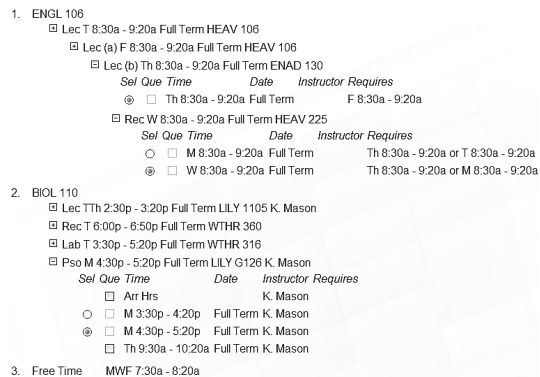 1. ENGL 106
Lec T 8:30a - 9:20a Full Term HEAV 106
Lec (a) F 8:30a - 9:20a Full Term HEAV 106
Lec (b) Th 8:30a - 9:20a Full Term ENAD 130
Sel Que Time Date Instructor Requires
Th 8:30a - 9:20a Full Term F 8:30a - 9:20a
Rec W 8:30a - 9:20a Full Term HEAV 225
Sel Que Time Date Instructor Requires
M 8:30a - 9:20a Full Term Th 8:30a - 9:20a or T 8:30a - 9:20a
W 8:30a - 9:20a Full Term Th 8:30a - 9:20a or M 8:30a - 9:20a
2. BIOL 110
Lec TTh 2:30p - 3:20p Full Term LILY 1105 K. Mason
Rec T 6:00p - 6:50p Full Term WTHR 360
Lab T 3:30p - 5:20p Full Term WTHR 316
Pso M 4:30p - 5:20p Full Term LILY G126 K. Mason
Sel Que Time Date Instructor Requires
Arr Hrs K. Mason
M 3:30p - 4:20p Full Term K. Mason
M 4:30p - 5:20p Full Term K. Mason
Th 9:30a - 10:20a Full Term K. Mason
3. Free Time MWF 7:30a - 8:20a